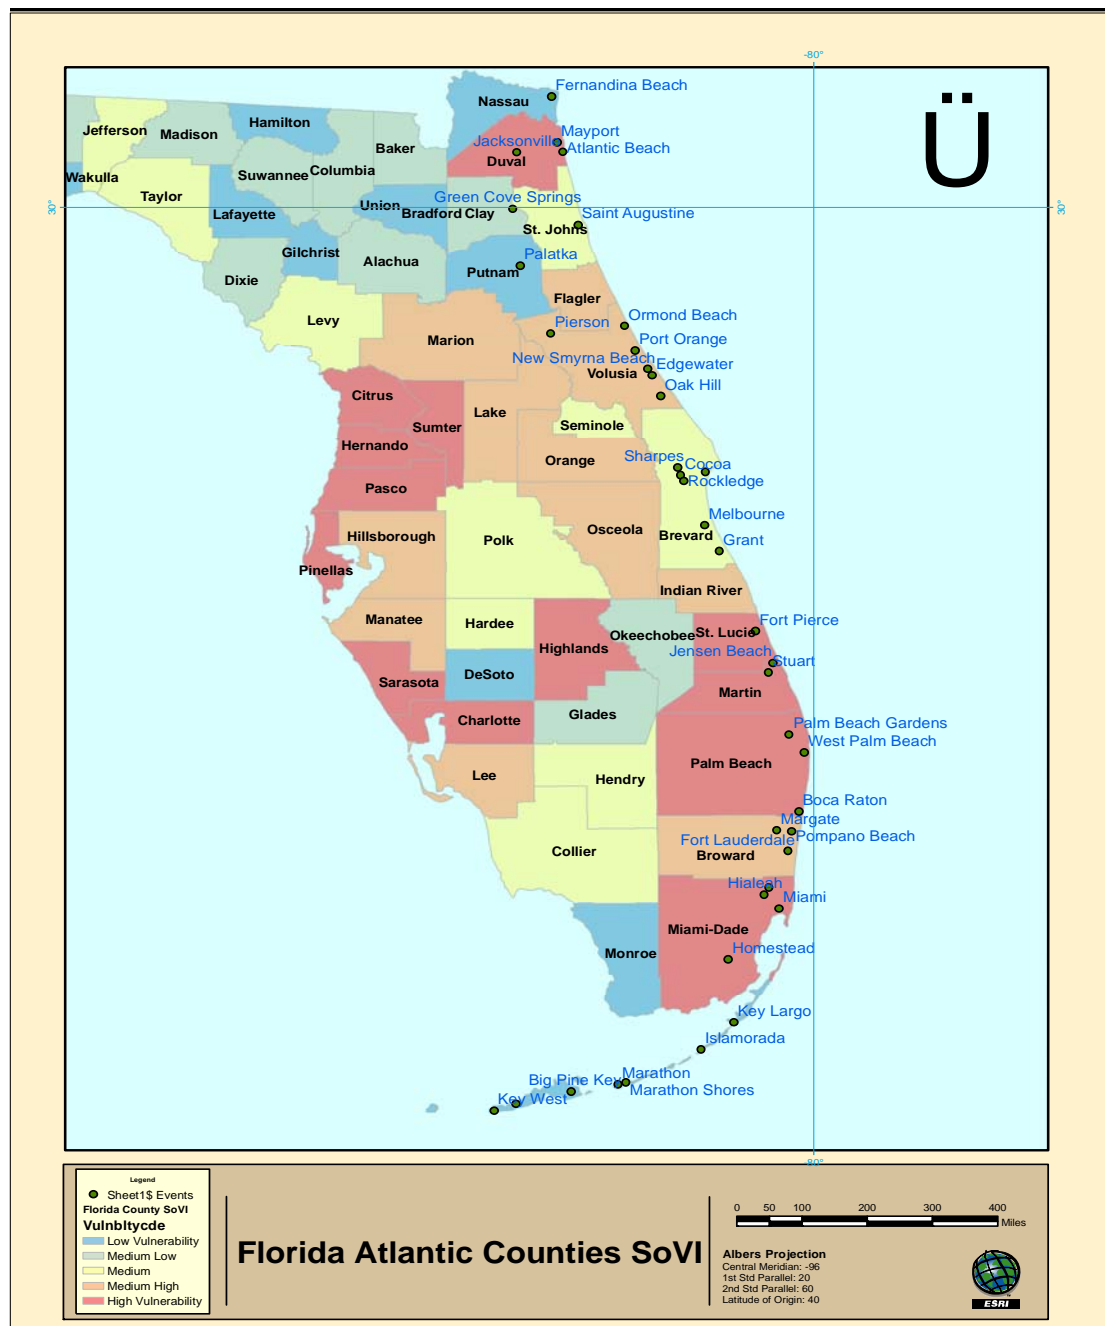 -80°
Ü
Fernandina Beach
Nassau
Mayport
Jacksonville
Atlantic Beach
Duval
Jefferson
Madison
Hamilton
Baker
Suwannee
Columbia
Wakulla
Taylor
Lafayette
Union
Bradford
Clay
Green Cove Springs
30°
30°
Saint Augustine
St. Johns
Gilchrist
Alachua
Palatka
Putnam
Dixie
Flagler
Levy
Marion
Pierson
Ormond Beach
Port Orange
New Smyrna Beach
Edgewater
Volusia
Oak Hill
Citrus
Sumter
Lake
Seminole
Hernando
Orange
Sharpes
Cocoa
Rockledge
Pasco
Melbourne
Hillsborough
Polk
Osceola
Brevard
Grant
Pinellas
Indian River
Manatee
Hardee
Highlands
Okeechobee
St. Lucie
Fort Pierce
Jensen Beach
Stuart
Sarasota
DeSoto
Martin
Charlotte
Glades
Palm Beach Gardens
West Palm Beach
Lee
Hendry
Palm Beach
Boca Raton
Margate
Pompano Beach
Fort Lauderdale
Collier
Broward
Hialeah
Miami
Miami-Dade
Monroe
Homestead
Key Largo
Islamorada
Marathon
Big Pine Key
Marathon Shores
Key West
-80°
Legend
Sheet1$ Events
Florida County SoVI
Vulnbltycde
Low Vulnerability
Medium Low
Medium
Medium High
High Vulnerability
Florida Atlantic Counties SoVI
0 50 100 200 300 400
Miles
Albers Projection
Central Meridian: -96
1st Std Parallel: 20
2nd Std Parallel: 60
Latitude of Origin: 40
ESRI